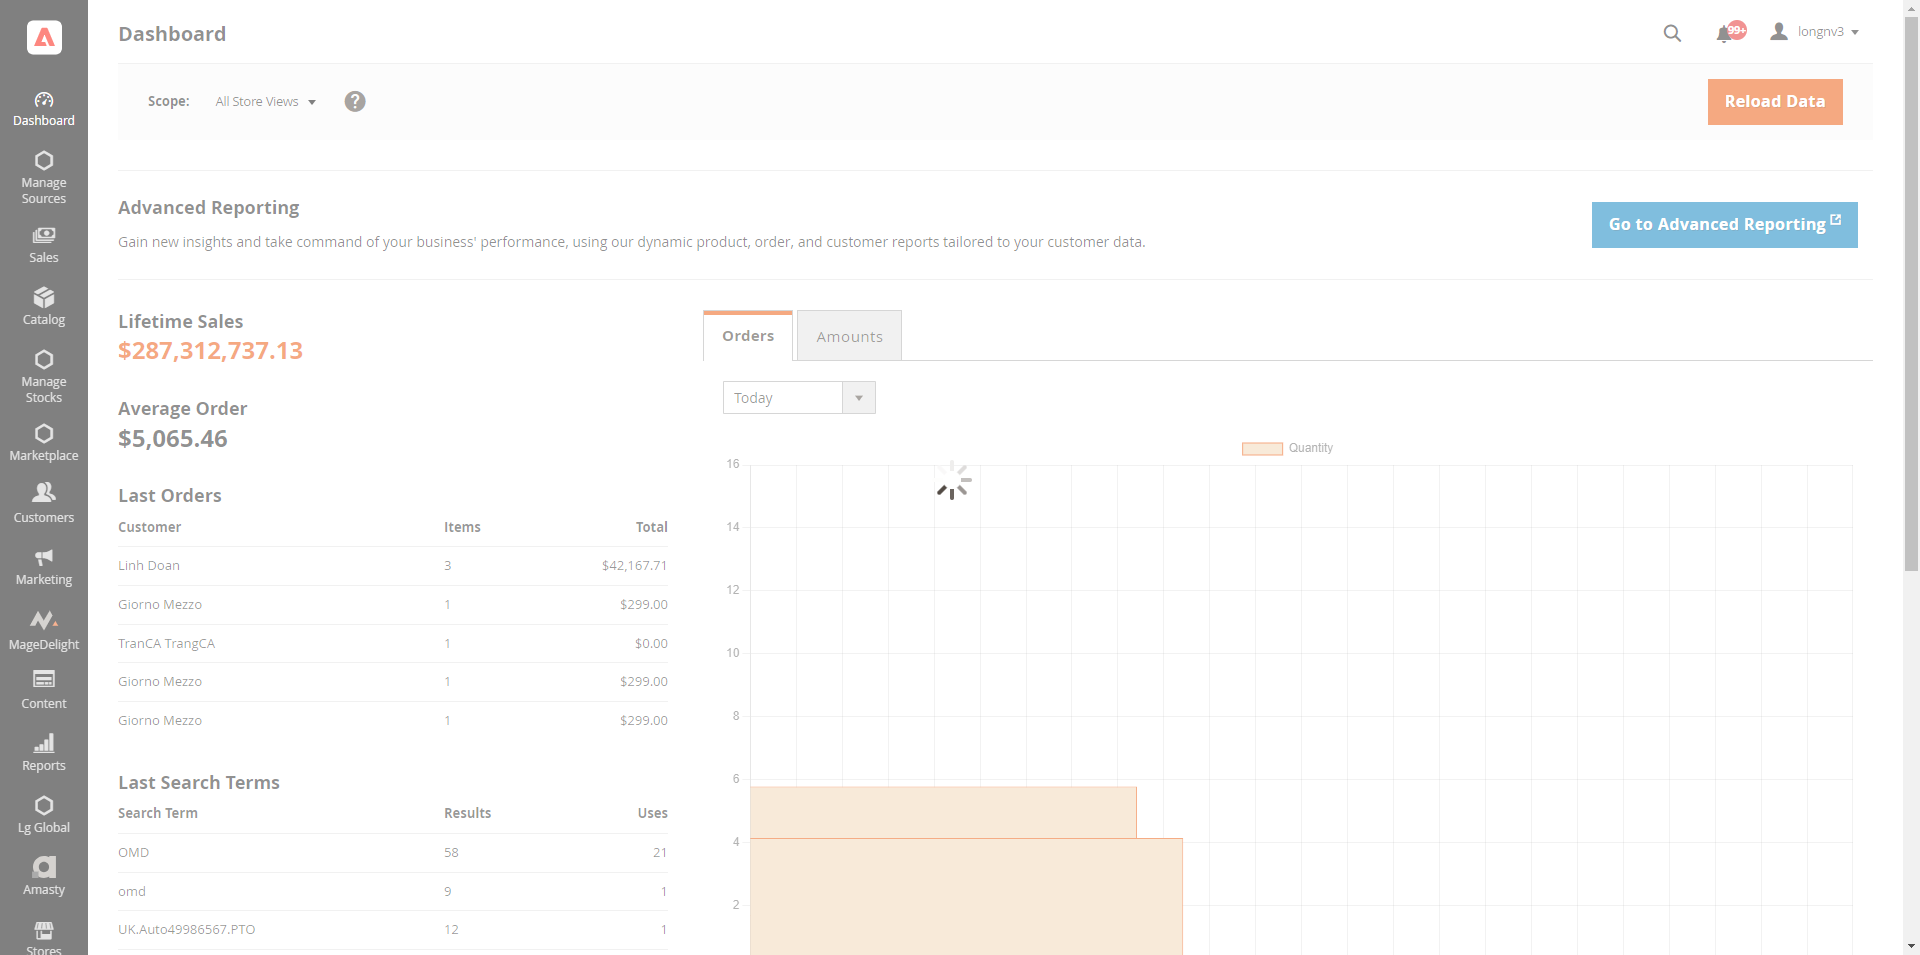 Dashboard
99+
longnv3
Scope:
All Store Views
?
Reload Data
Dashboard
Manage
Sources
Sales
Catalog
Manage
Stocks
Marketplace
Customers
Marketing
MageDelight
Content
Reports
Lg Global
Amasty
Stores
Advanced Reporting
Gain new insights and take command of your business' performance, using our dynamic product, order, and customer reports tailored to your customer data.
Go to Advanced Reporting
Lifetime Sales
$287,312,737.13
Average Order
$5,065.46
Last Orders
Customer Items Total
Linh Doan 3 $42,167.71
Giorno Mezzo 1 $299.00
TranCA TrangCA 1 $0.00
Giorno Mezzo 1 $299.00
Giorno Mezzo 1 $299.00
Last Search Terms
Search Term Results Uses
OMD 58 21
omd 9 1
UK.Auto49986567.PTO 12 1
Orders
Amounts
Today
Quantity
16
14
12
10
8
6
4
2